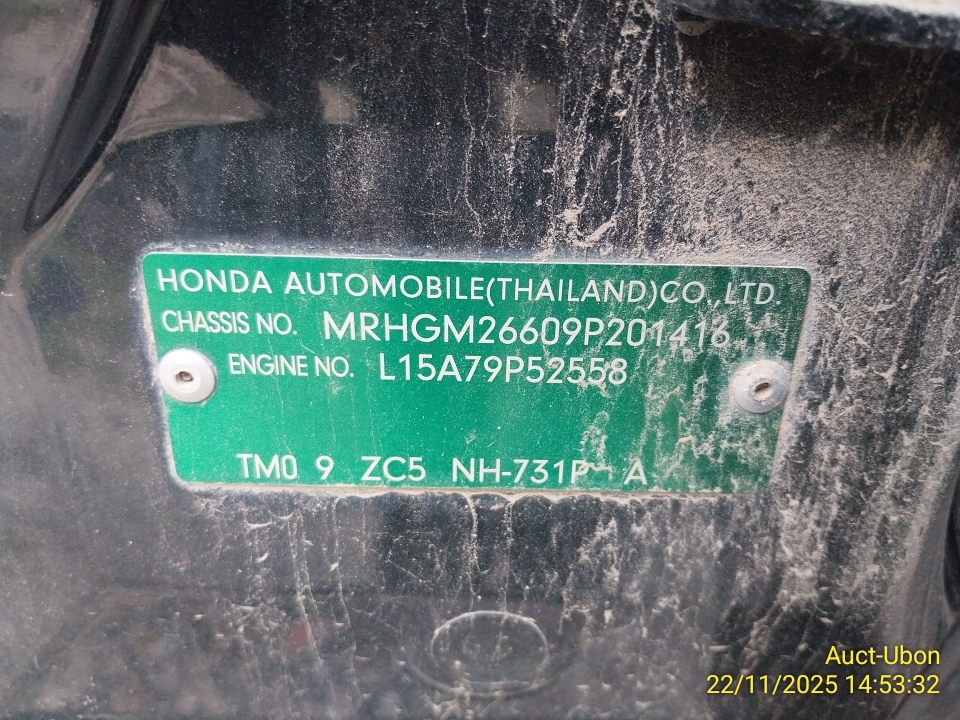 HONDA AUTOMOBILE(THAILAND)CO.,LTD.
CHASSIS NO. MRHGM26609P201416
ENGINE NO. L15A79P52558
TM0 9 ZC5 NH-731P A
Auct-Ubon
22/11/2025 14:53:32